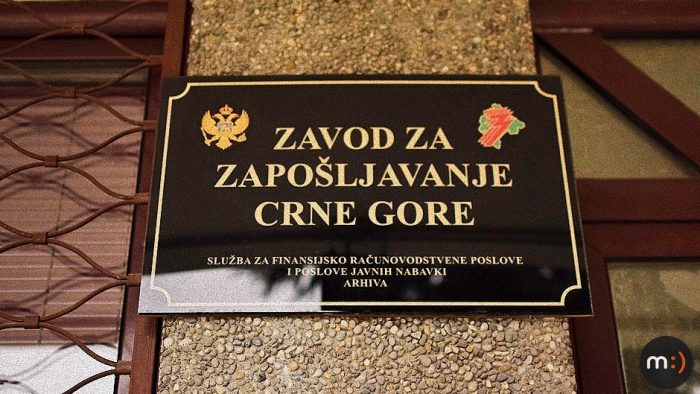 ZAVOD ZA
ZAPOŠLJAVANJE
CRNE GORE
SLUŽBA ZA FINANSIJSKO RAČUNOVODSTVENE POSLOVE
I POSLOVE JAVNIH NABAVKI
ARHIVA
m:)